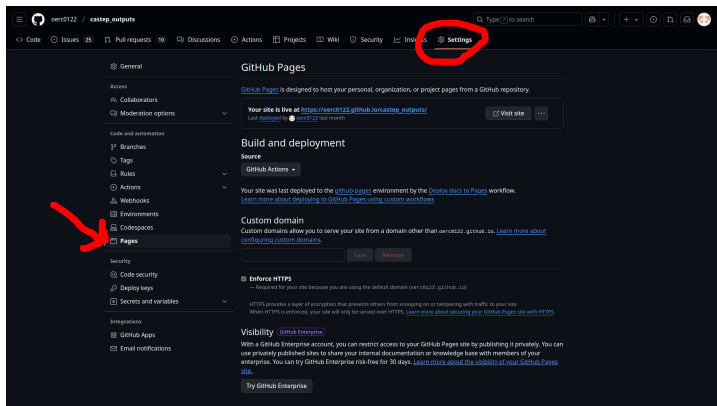 oerc0122 / castep_outputs
Type / to search
Code
Issues 25
Pull requests 10
Discussions
Actions
Projects
Wiki
Security
Insights
Settings
General
Access
Collaborators
Moderation options
Code and automation
Branches
Tags
Rules
Actions
Webhooks
Environments
Codespaces
Pages
Security
Code security
Deploy keys
Secrets and variables
Integrations
GitHub Apps
Email notifications
GitHub Pages
GitHub Pages is designed to host your personal, organization, or project pages from a GitHub repository.
Your site is live at https://oerc0122.github.io/castep_outputs/
Last deployed by oerc0122 last month
Visit site
Build and deployment
Source
GitHub Actions
Your site was last deployed to the github-pages environment by the Deploy docs to Pages workflow.
Learn more about deploying to GitHub Pages using custom workflows
Custom domain
Custom domains allow you to serve your site from a domain other than oerc0122.github.io. Learn more about
configuring custom domains.
Save
Remove
Enforce HTTPS
— Required for your site because you are using the default domain (oerc0122.github.io)
HTTPS provides a layer of encryption that prevents others from snooping on or tampering with traffic to your site.
When HTTPS is enforced, your site will only be served over HTTPS. Learn more about securing your GitHub Pages site with HTTPS.
Visibility GitHub Enterprise
With a GitHub Enterprise account, you can restrict access to your GitHub Pages site by publishing it privately. You can
use privately published sites to share your internal documentation or knowledge base with members of your
enterprise. You can try GitHub Enterprise risk-free for 30 days. Learn more about the visibility of your GitHub Pages
site.
Try GitHub Enterprise